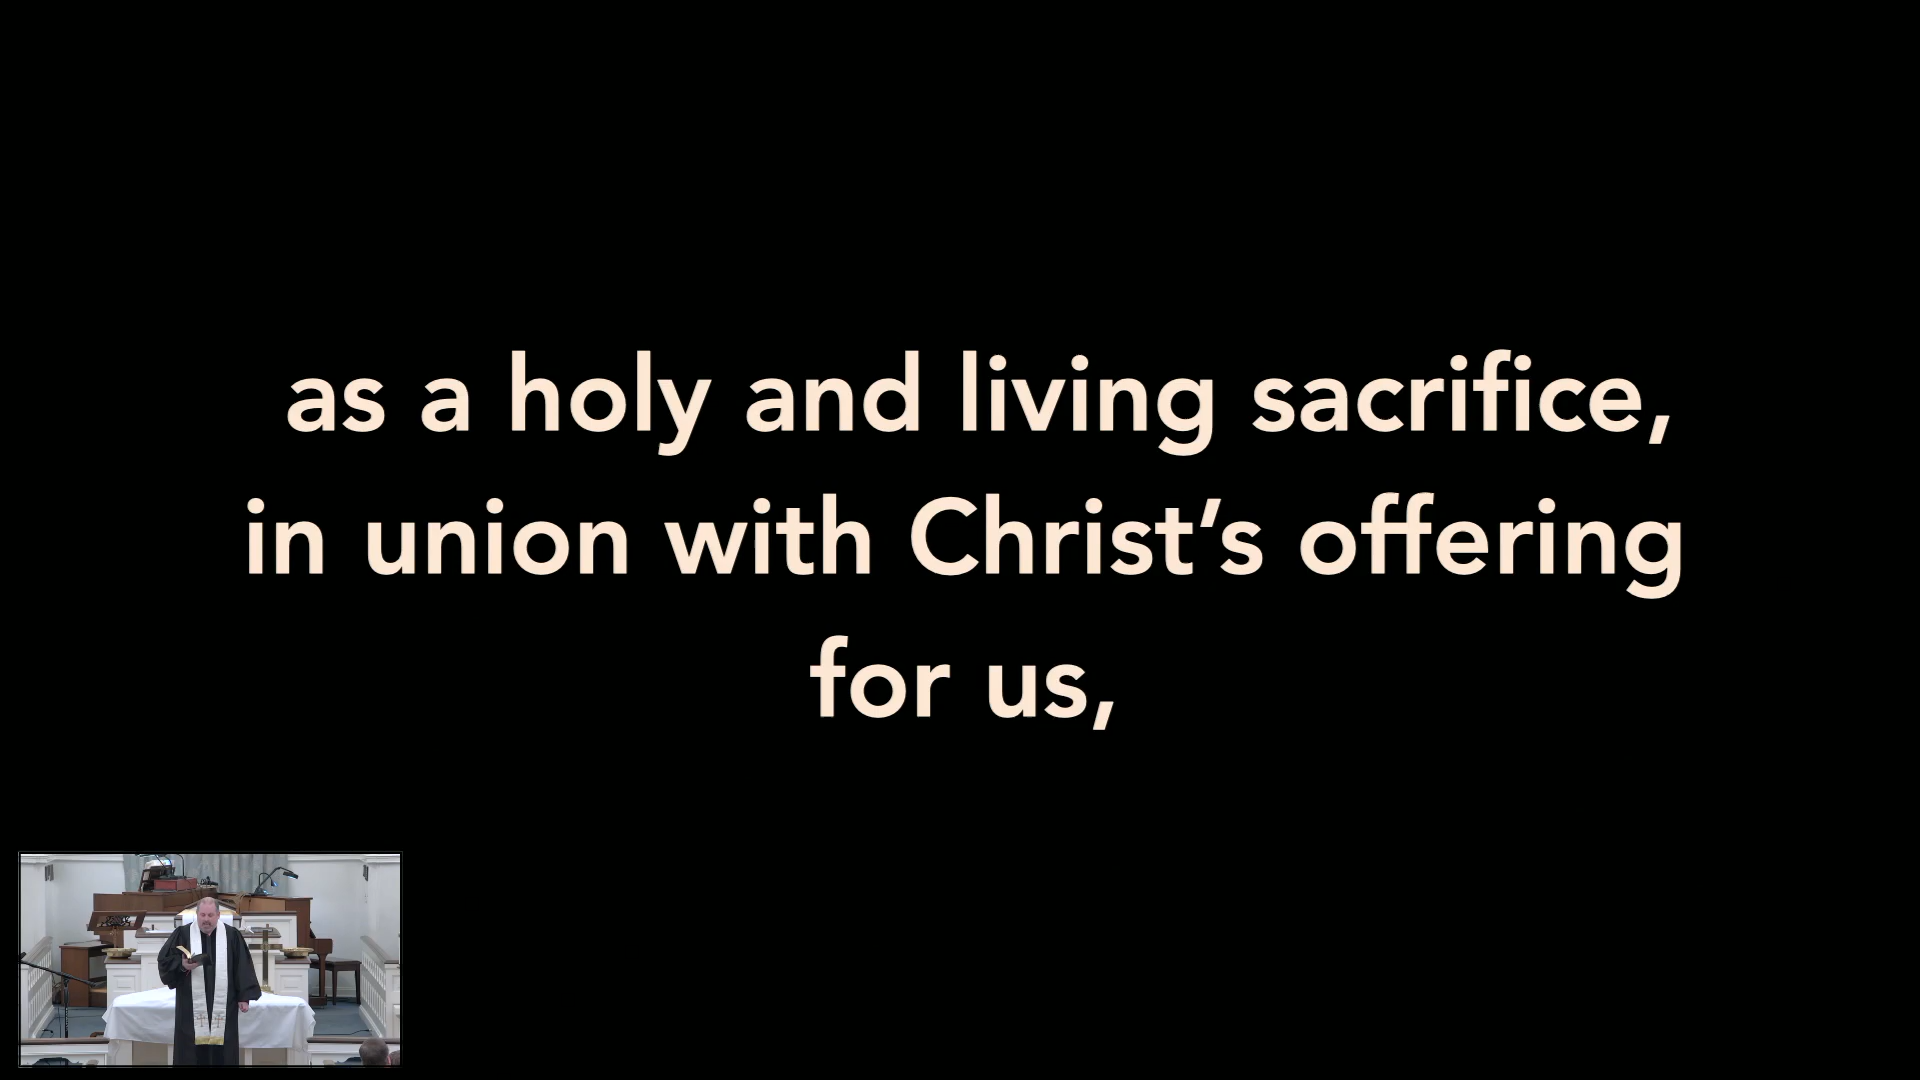 as a holy and living sacrifice,
in union with Christ’s offering
for us,